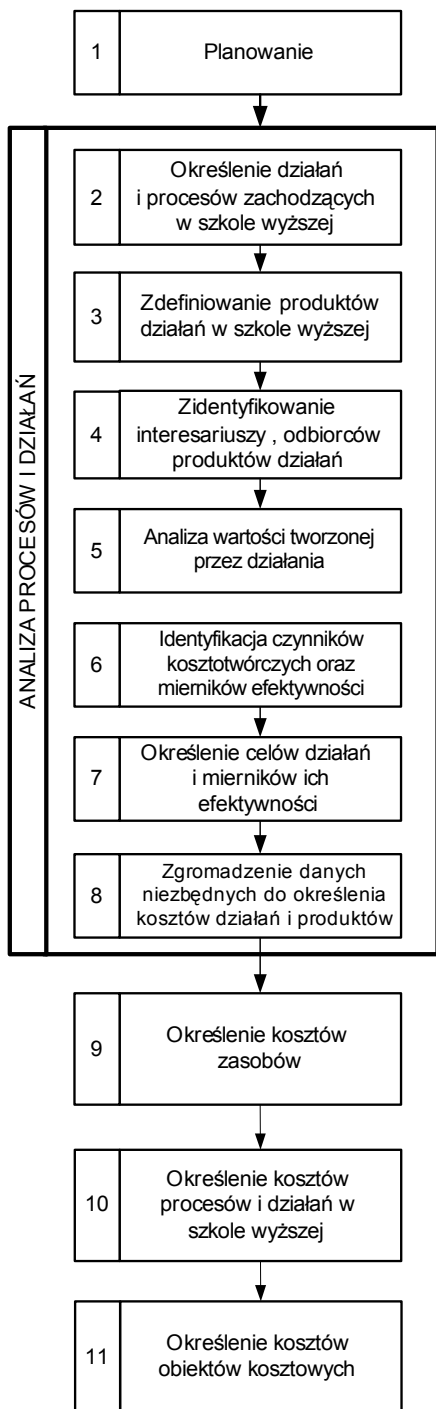 1
Planowanie
ANALIZA PROCESÓW I DZIAŁAŃ
2
Określenie działań
i procesów zachodzących
w szkole wyższej
3
Zdefiniowanie produktów
działań w szkole wyższej
4
Zidentyfikowanie
interesariuszy , odbiorców
produktów działań
5
Analiza wartości tworzonej
przez działania
6
Identyfikacja czynników
kosztotwórczych oraz
mierników efektywności
7
Określenie celów działań
i mierników ich
efektywności
8
Zgromadzenie danych
niezbędnych do określenia
kosztów działań i produktów
9
Określenie kosztów
zasobów
10
Określenie kosztów
procesów i działań w
szkole wyższej
11
Określenie kosztów
obiektów kosztowych